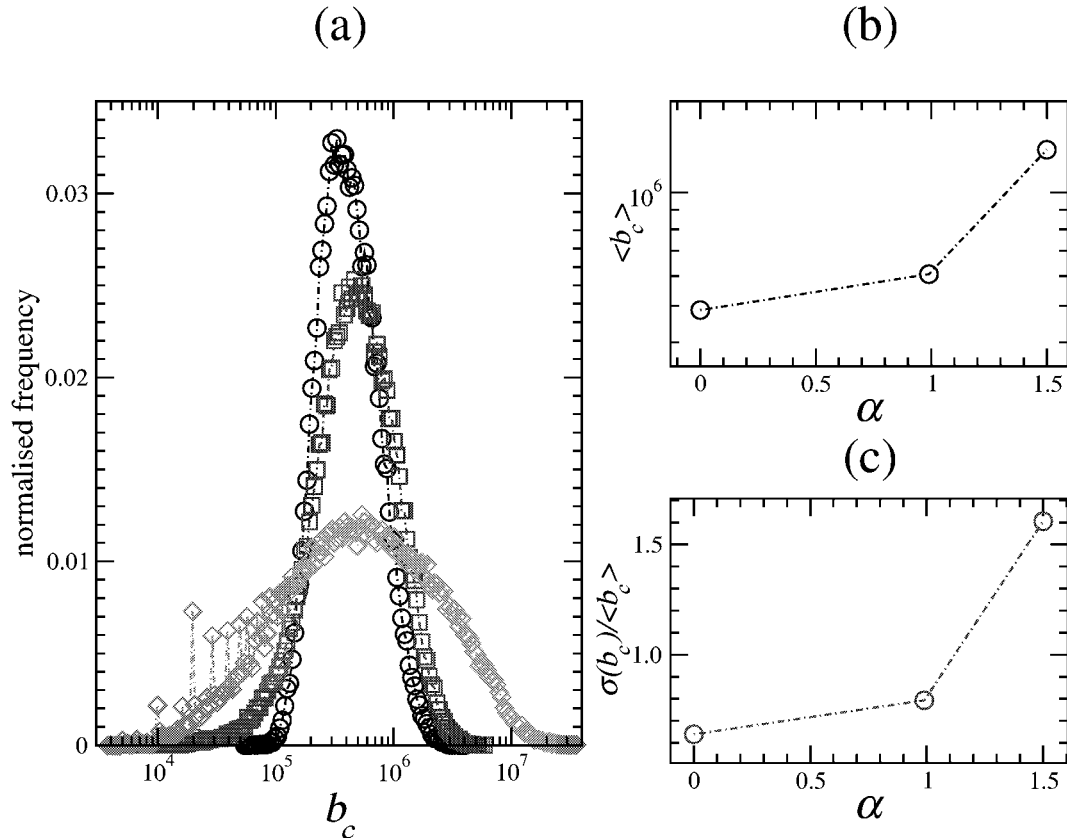 (a)
normalised frequency
0.03
0.02
0.01
0
10^4
10^5
10^6
10^7
b_c
(b)
<b_c>
10^6
0
0.5
1
1.5
α
(c)
σ(b_c)/<b_c>
1.5
1.0
0
0.5
1
1.5
α